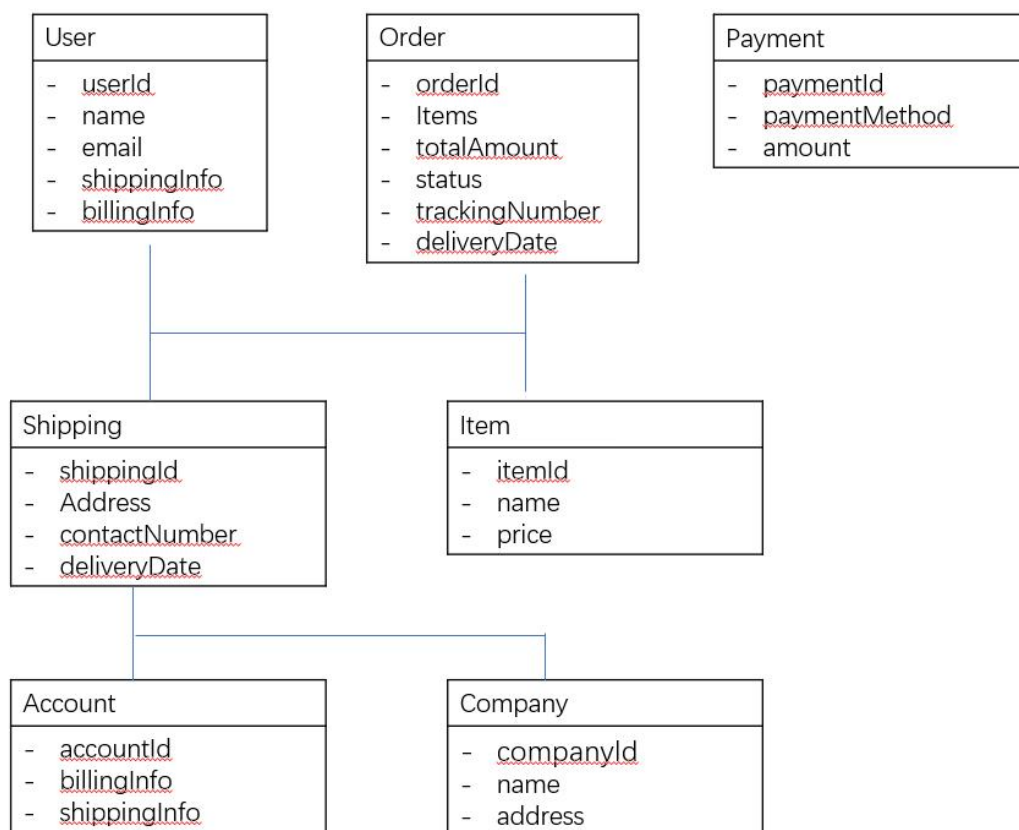 User
- userId
- name
- email
- shippingInfo
- billingInfo
Order
- orderId
- Items
- totalAmount
- status
- trackingNumber
- deliveryDate
Payment
- paymentId
- paymentMethod
- amount
Shipping
- shippingId
- Address
- contactNumber
- deliveryDate
Item
- itemId
- name
- price
Account
- accountId
- billingInfo
- shippingInfo
Company
- companyId
- name
- address